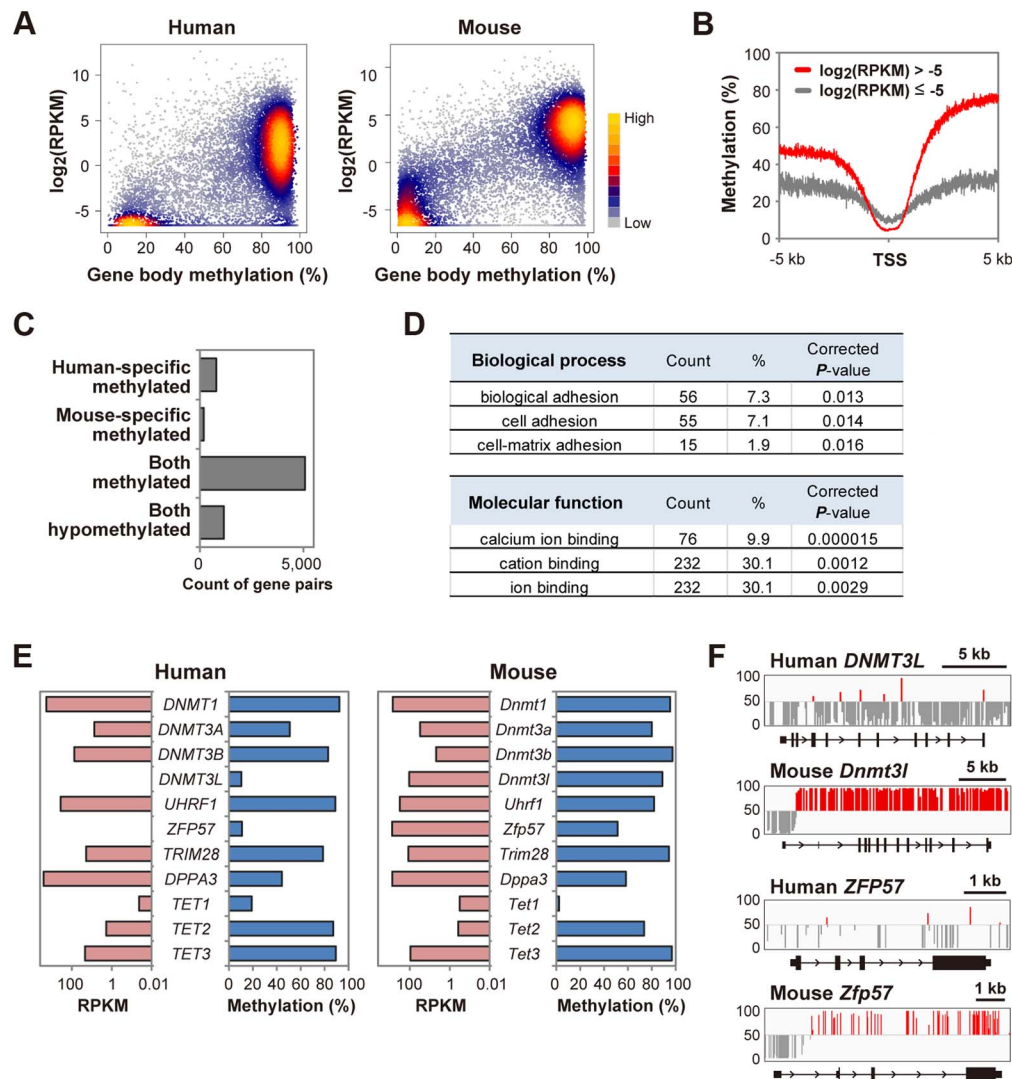 A
Human
Mouse
log2(RPKM)
10
5
0
-5
0 20 40 60 80 100
Gene body methylation (%)
log2(RPKM)
10
5
0
-5
0 20 40 60 80 100
Gene body methylation (%)
High
Low
B
Methylation (%)
100
80
60
40
20
0
log2(RPKM) > -5
log2(RPKM) ≤ -5
-5 kb TSS 5 kb
C
Human-specific
methylated
Mouse-specific
methylated
Both
methylated
Both
hypomethylated
0 5,000
Count of gene pairs
D
Biological process Count % Corrected P-value
biological adhesion 56 7.3 0.013
cell adhesion 55 7.1 0.014
cell-matrix adhesion 15 1.9 0.016
Molecular function Count % Corrected P-value
calcium ion binding 76 9.9 0.000015
cation binding 232 30.1 0.0012
ion binding 232 30.1 0.0029
E
Human
DNMT1
DNMT3A
DNMT3B
DNMT3L
UHRF1
ZFP57
TRIM28
DPPA3
TET1
TET2
TET3
100 1 0.01
RPKM
0 20 40 60 80 100
Methylation (%)
Mouse
Dnmt1
Dnmt3a
Dnmt3b
Dnmt3l
Uhrf1
Zfp57
Trim28
Dppa3
Tet1
Tet2
Tet3
100 1 0.01
RPKM
0 20 40 60 80 100
Methylation (%)
F
Human DNMT3L 5 kb
100
50
0
Mouse Dnmt3l 5 kb
100
50
0
Human ZFP57 1 kb
100
50
0
Mouse Zfp57 1 kb
100
50
0